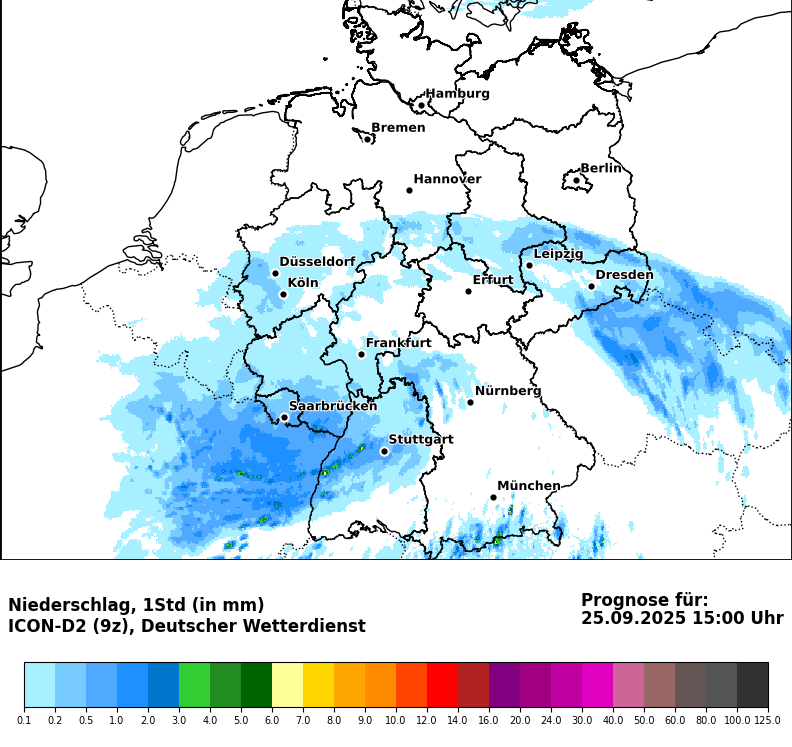 Hamburg
Bremen
Berlin
Hannover
Leipzig
Düsseldorf
Dresden
Köln
Erfurt
Frankfurt
Nürnberg
Saarbrücken
Stuttgart
München
Niederschlag, 1Std (in mm)
ICON-D2 (9z), Deutscher Wetterdienst
Prognose für:
25.09.2025 15:00 Uhr
0.1 0.2 0.5 1.0 2.0 3.0 4.0 5.0 6.0 7.0 8.0 9.0 10.0 12.0 14.0 16.0 20.0 24.0 30.0 40.0 50.0 60.0 80.0 100.0 125.0